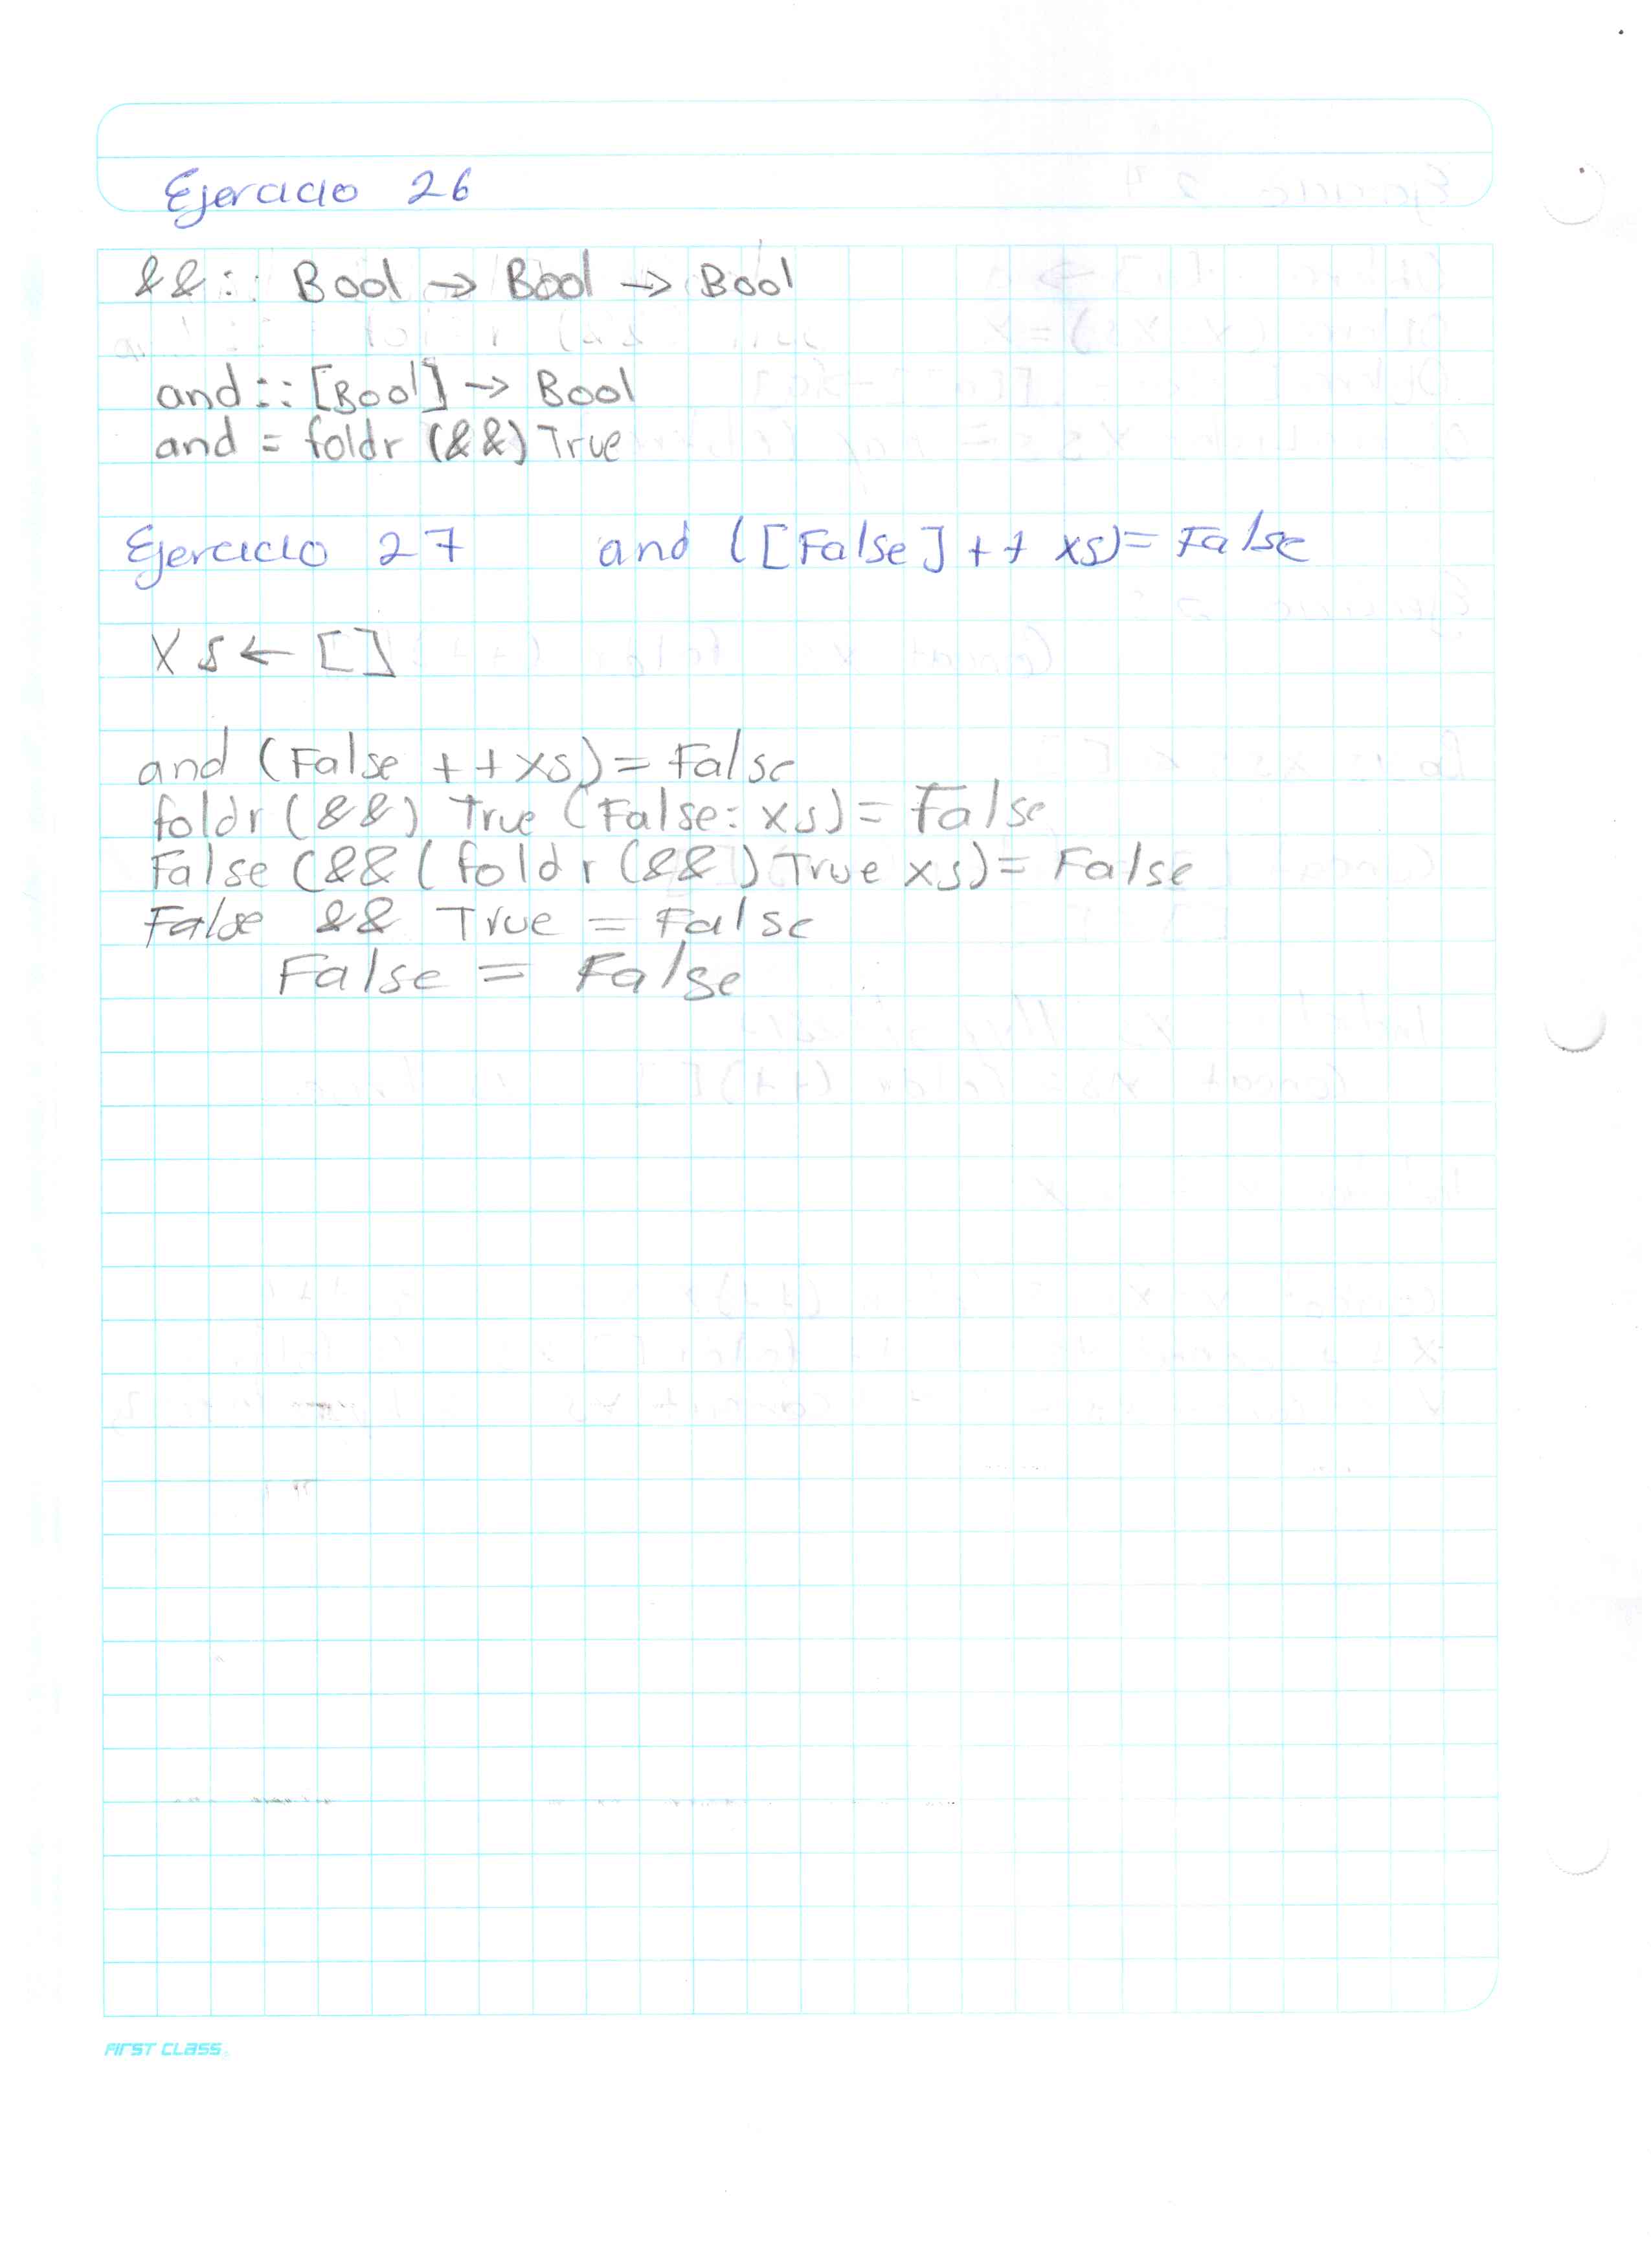 Ejercicio 26
&& :: Bool → Bool → Bool
and :: [Bool] → Bool
and = foldr (&&) True
Ejercicio 27 and ([False] ++ xs) = False
xs ← []
and (False ++ xs) = False
foldr (&&) True (False: xs) = False
False (&& (foldr (&&) True xs) = False
False && True = False
False = False
FIRST CLASS